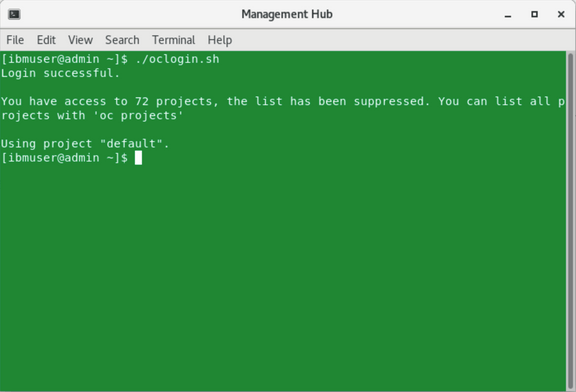 Management Hub
File Edit View Search Terminal Help
[ibmuser@admin ~]$ ./oclogin.sh
Login successful.
You have access to 72 projects, the list has been suppressed. You can list all p
rojects with 'oc projects'
Using project "default".
[ibmuser@admin ~]$